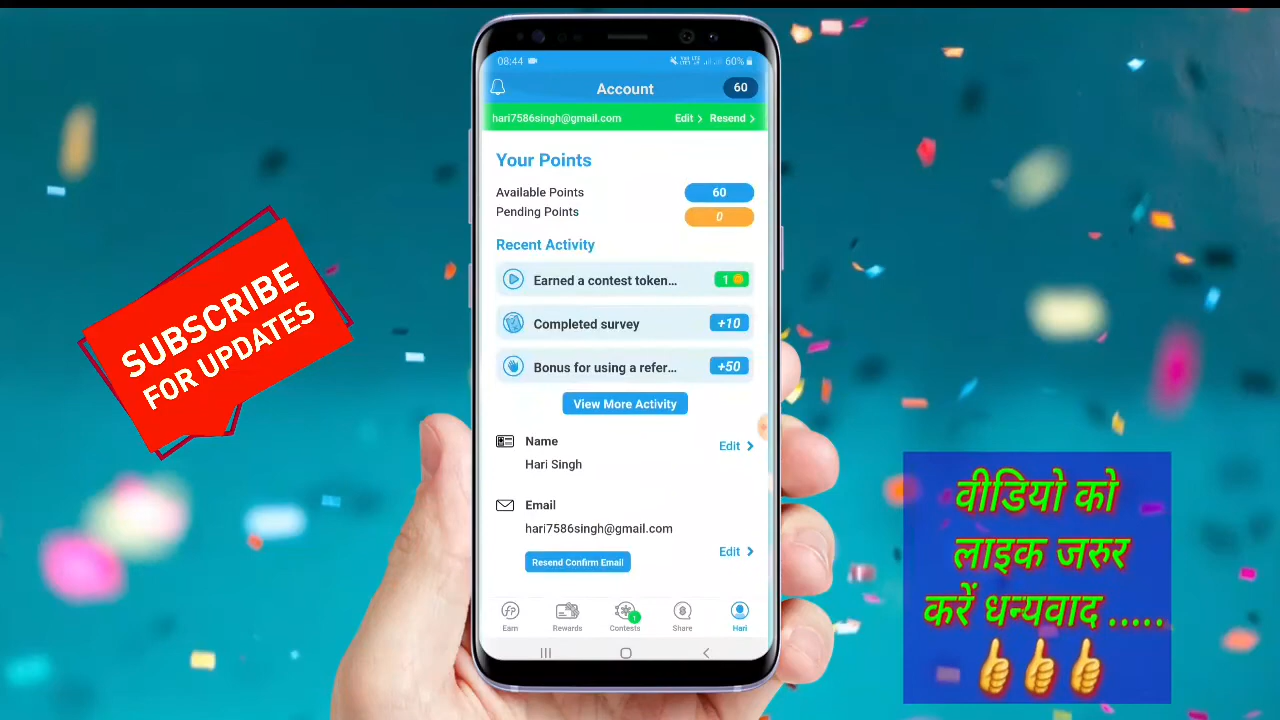 08:44
60%
Account
60
hari7586singh@gmail.com
Edit
Resend
Your Points
Available Points
60
Pending Points
0
Recent Activity
Earned a contest token...
1
Completed survey
+10
Bonus for using a refer...
+50
View More Activity
Name
Edit
Hari Singh
Email
hari7586singh@gmail.com
Edit
Resend Confirm Email
Earn
Rewards
1
Contests
Share
Hari
SUBSCRIBE
FOR UPDATES
वीडियो को
लाइक जरुर
करें धन्यवाद .....